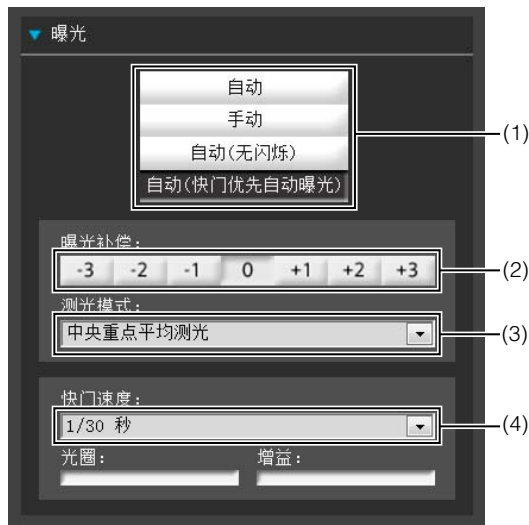 曝光
自动
手动
自动(无闪烁)
自动(快门优先自动曝光)
(1)
曝光补偿:
-3 -2 -1 0 +1 +2 +3
(2)
测光模式:
中央重点平均测光
(3)
快门速度:
1/30 秒
(4)
光圈: 增益: